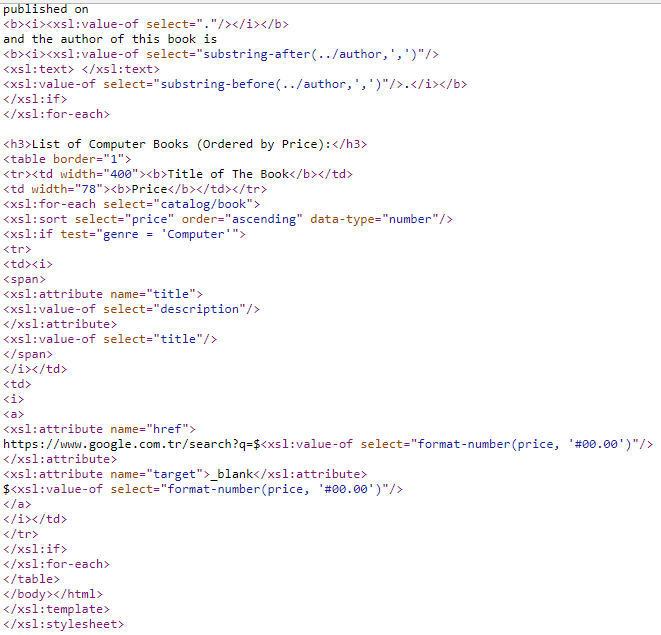 published on
<b><i><xsl:value-of select="."/></i></b>
and the author of this book is
<b><i><xsl:value-of select="substring-after(../author,',')"/>
<xsl:text> </xsl:text>
<xsl:value-of select="substring-before(../author,',')"/>.</i></b>
</xsl:if>
</xsl:for-each>

<h3>List of Computer Books (Ordered by Price):</h3>
<table border="1">
<tr><td width="400"><b>Title of The Book</b></td>
<td width="78"><b>Price</b></td></tr>
<xsl:for-each select="catalog/book">
<xsl:sort select="price" order="ascending" data-type="number"/>
<xsl:if test="genre = 'Computer'">
<tr>
<td><i>
<span>
<xsl:attribute name="title">
<xsl:value-of select="description"/>
</xsl:attribute>
<xsl:value-of select="title"/>
</span>
</i></td>
<td>
<i>
<a>
<xsl:attribute name="href">
https://www.google.com.tr/search?q=$<xsl:value-of select="format-number(price, '#00.00')"/>
</xsl:attribute>
<xsl:attribute name="target">_blank</xsl:attribute>
$<xsl:value-of select="format-number(price, '#00.00')"/>
</a>
</i></td>
</tr>
</xsl:if>
</xsl:for-each>
</table>
</body></html>
</xsl:template>
</xsl:stylesheet>